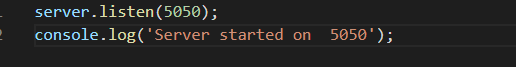 server.listen(5050);
console.log('Server started on  5050');